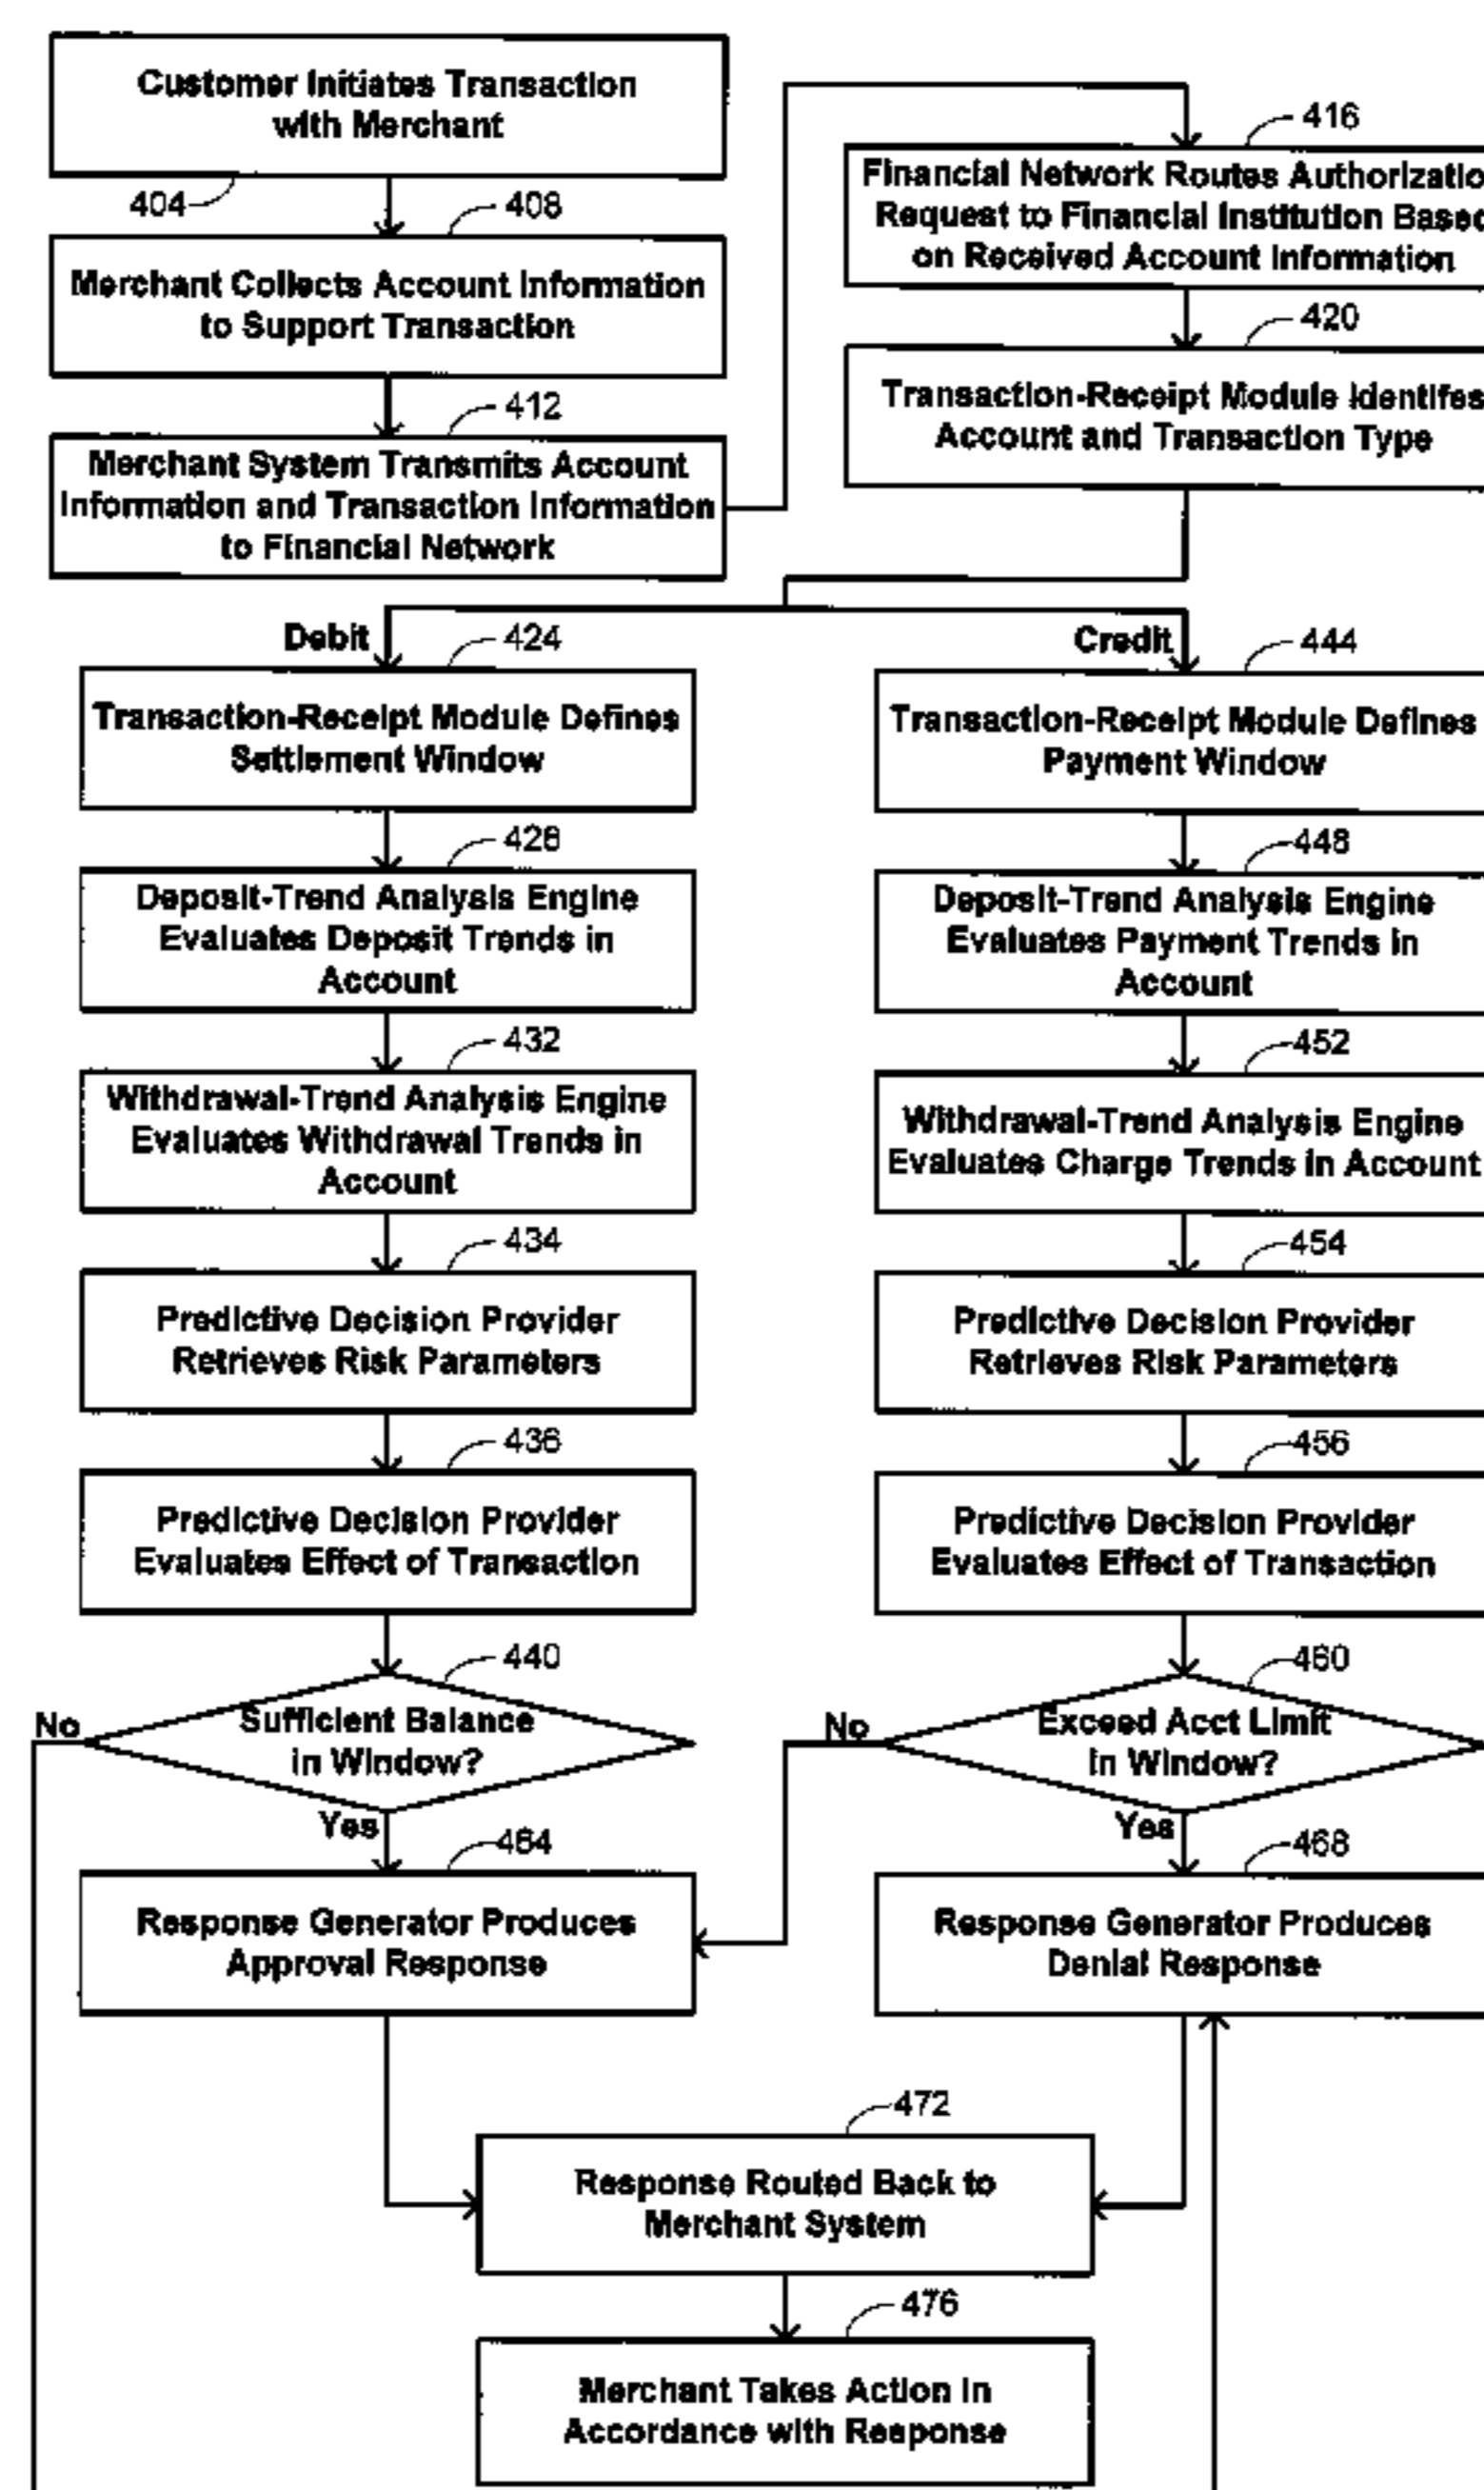 Customer Initiates Transaction
with Merchant
404
408
Merchant Collects Account Information
to Support Transaction
412
Merchant System Transmits Account
Information and Transaction Information
to Financial Network
416
Financial Network Routes Authorizatio
Request to Financial Institution Based
on Received Account Information
420
Transaction-Receipt Module Identifes
Account and Transaction Type
Debit
424
Transaction-Receipt Module Defines
Settlement Window
428
Deposit-Trend Analysis Engine
Evaluates Deposit Trends in
Account
432
Withdrawal-Trend Analysis Engine
Evaluates Withdrawal Trends in
Account
434
Predictive Decision Provider
Retrieves Risk Parameters
436
Predictive Decision Provider
Evaluates Effect of Transaction
440
Sufficient Balance
in Window?
No
Yes
464
Response Generator Produces
Approval Response
Credit
444
Transaction-Receipt Module Defines
Payment Window
448
Deposit-Trend Analysis Engine
Evaluates Payment Trends in
Account
452
Withdrawal-Trend Analysis Engine
Evaluates Charge Trends in Account
454
Predictive Decision Provider
Retrieves Risk Parameters
456
Predictive Decision Provider
Evaluates Effect of Transaction
460
Exceed Acct Limit
in Window?
No
Yes
468
Response Generator Produces
Denial Response
472
Response Routed Back to
Merchant System
476
Merchant Takes Action in
Accordance with Response